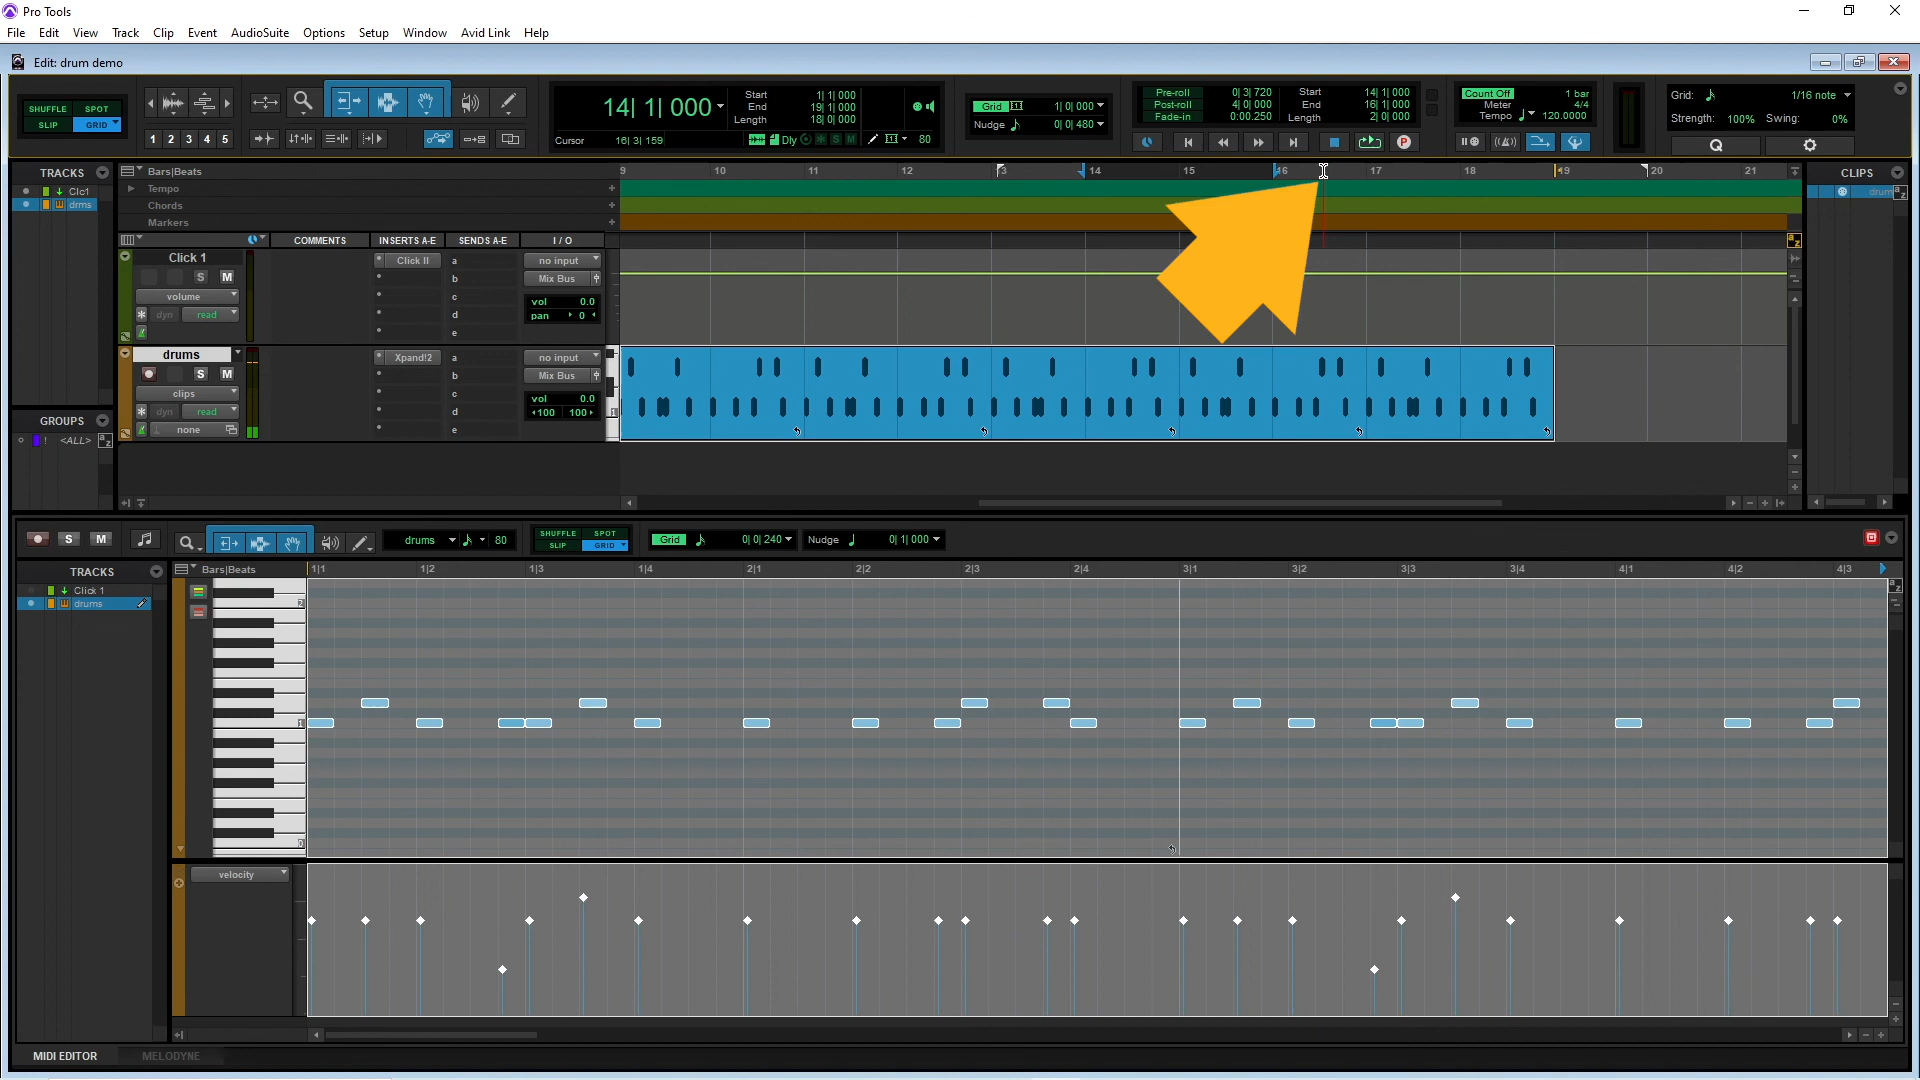 Pro Tools
File Edit View Track Clip Event AudioSuite Options Setup Window Avid Link Help
Edit: drum demo
SHUFFLE SPOT
SLIP GRID
1 2 3 4 5
14| 1| 000
Start 1| 1| 000
End 19| 1| 000
Length 18| 0| 000
Cursor 16| 3| 159
Dly S M 80
Grid 1| 0| 000
Nudge 0| 0| 480
Pre-roll 0| 3| 720
Post-roll 4| 0| 000
Fade-in 0:00.250
Start 14| 1| 000
End 16| 1| 000
Length 2| 0| 000
P
Count Off 1 bar
Meter 4/4
Tempo 120.0000
Grid: 1/16 note
Strength: 100% Swing: 0%
Q
TRACKS
Clc1
drms
GROUPS
! <ALL> a z
Bars|Beats
9 10 11 12 13 14 15 16 17 18 19 20 21
Tempo
Chords
Markers
COMMENTS INSERTS A-E SENDS A-E I / O
CLIPS
drum
a z
Click 1
S M
volume
dyn read
Click II
a b c d e
no input
Mix Bus
vol 0.0
pan 0
drums
S M
clips
dyn read
none
Xpand!2
a b c d e
no input
Mix Bus
vol 0.0
100 100
1
S M
drums 80
SHUFFLE SPOT
SLIP GRID
Grid 0| 0| 240
Nudge 0| 1| 000
TRACKS
Click 1
drums
Bars|Beats
1|1 1|2 1|3 1|4 2|1 2|2 2|3 2|4 3|1 3|2 3|3 3|4 4|1 4|2 4|3
a z
2
1
0
velocity
MIDI EDITOR MELODYNE